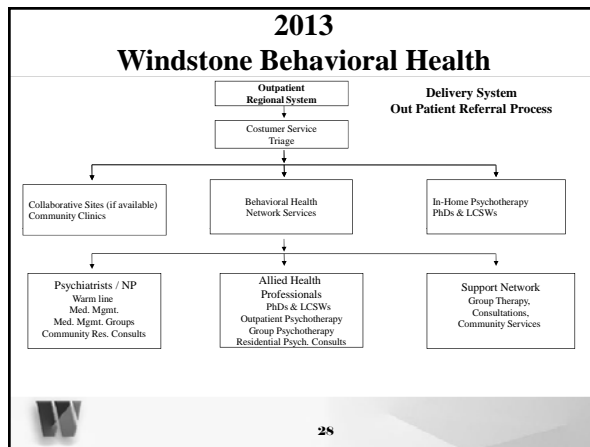 2013
Windstone Behavioral Health
Outpatient
Regional System
Delivery System
Out Patient Referral Process
Costumer Service
Triage
Collaborative Sites (if available)
Community Clinics
Behavioral Health
Network Services
In-Home Psychotherapy
PhDs & LCSWs
Psychiatrists / NP
Warm line
Med. Mgmt.
Med. Mgmt. Groups
Community Res. Consults
Allied Health
Professionals
PhDs & LCSWs
Outpatient Psychotherapy
Group Psychotherapy
Residential Psych. Consults
Support Network
Group Therapy,
Consultations,
Community Services
28